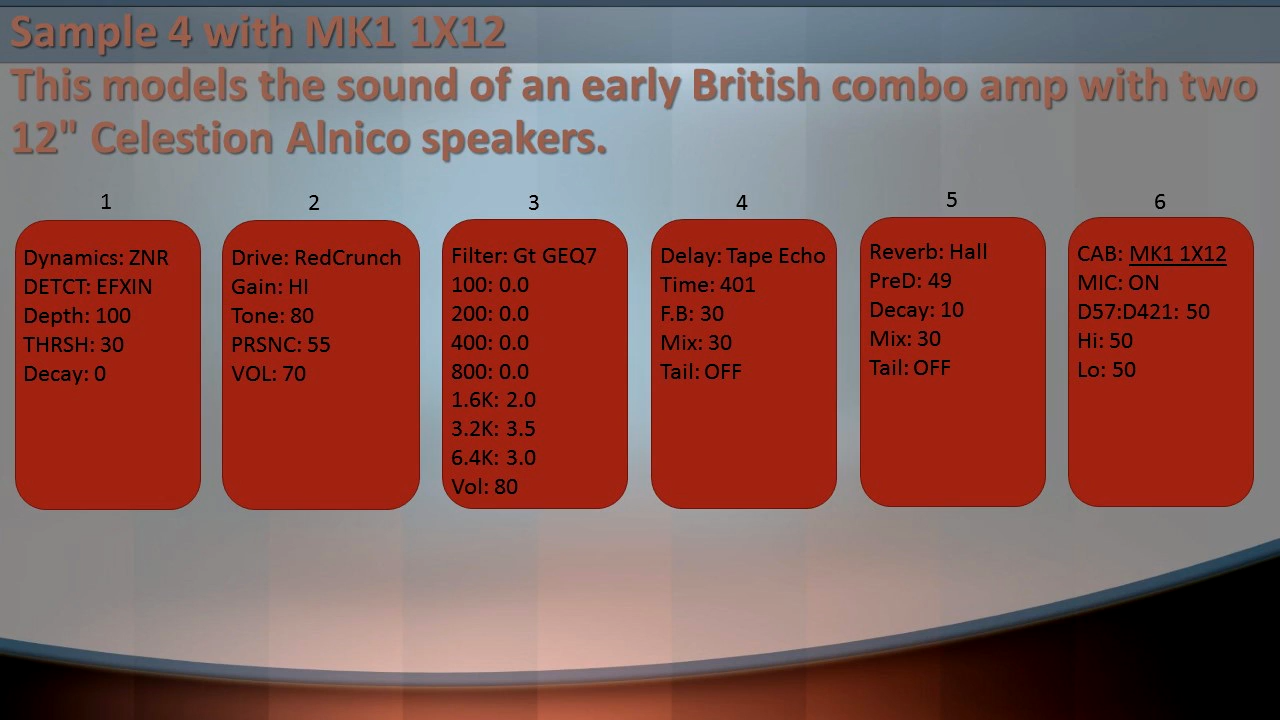 Sample 4 with MK1 1X12
This models the sound of an early British combo amp with two
12" Celestion Alnico speakers.
1
Dynamics: ZNR
DETCT: EFXIN
Depth: 100
THRSH: 30
Decay: 0
2
Drive: RedCrunch
Gain: HI
Tone: 80
PRSNC: 55
VOL: 70
3
Filter: Gt GEQ7
100: 0.0
200: 0.0
400: 0.0
800: 0.0
1.6K: 2.0
3.2K: 3.5
6.4K: 3.0
Vol: 80
4
Delay: Tape Echo
Time: 401
F.B: 30
Mix: 30
Tail: OFF
5
Reverb: Hall
PreD: 49
Decay: 10
Mix: 30
Tail: OFF
6
CAB: MK1 1X12
MIC: ON
D57:D421: 50
Hi: 50
Lo: 50